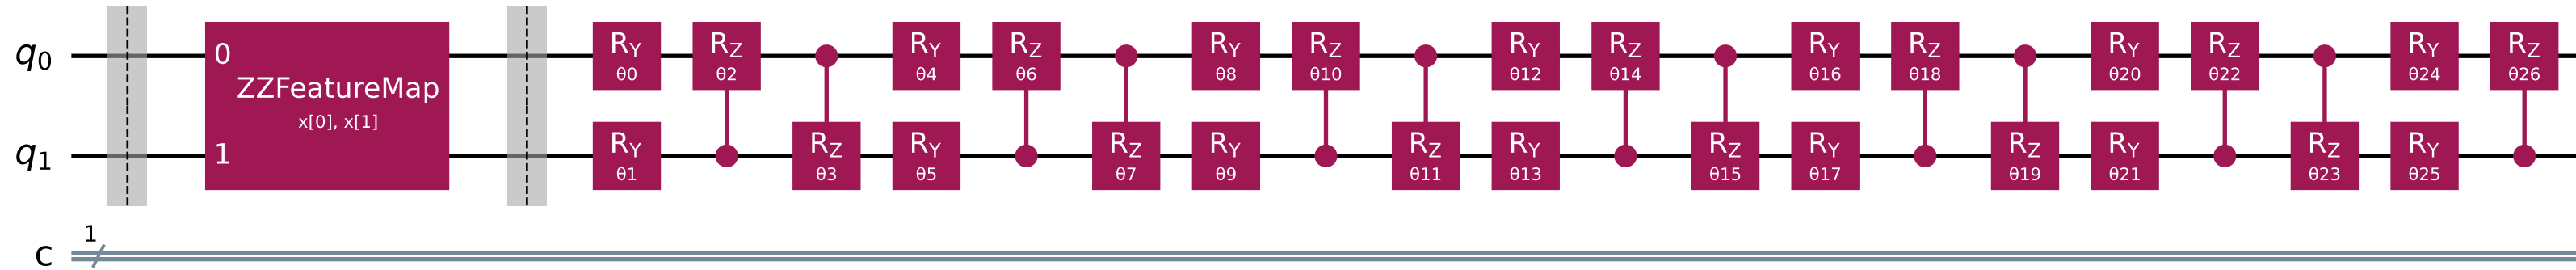 q0 0 ZZFeatureMap x[0], x[1] 1 RY θ0 RZ θ2 RY θ4 RZ θ6 RY θ8 RZ θ10 RY θ12 RZ θ14 RY θ16 RZ θ18 RY θ20 RZ θ22 RY θ24 RZ θ26
q1 RY θ1 RZ θ3 RY θ5 RZ θ7 RY θ9 RZ θ11 RY θ13 RZ θ15 RY θ17 RZ θ19 RY θ21 RZ θ23 RY θ25
c 1